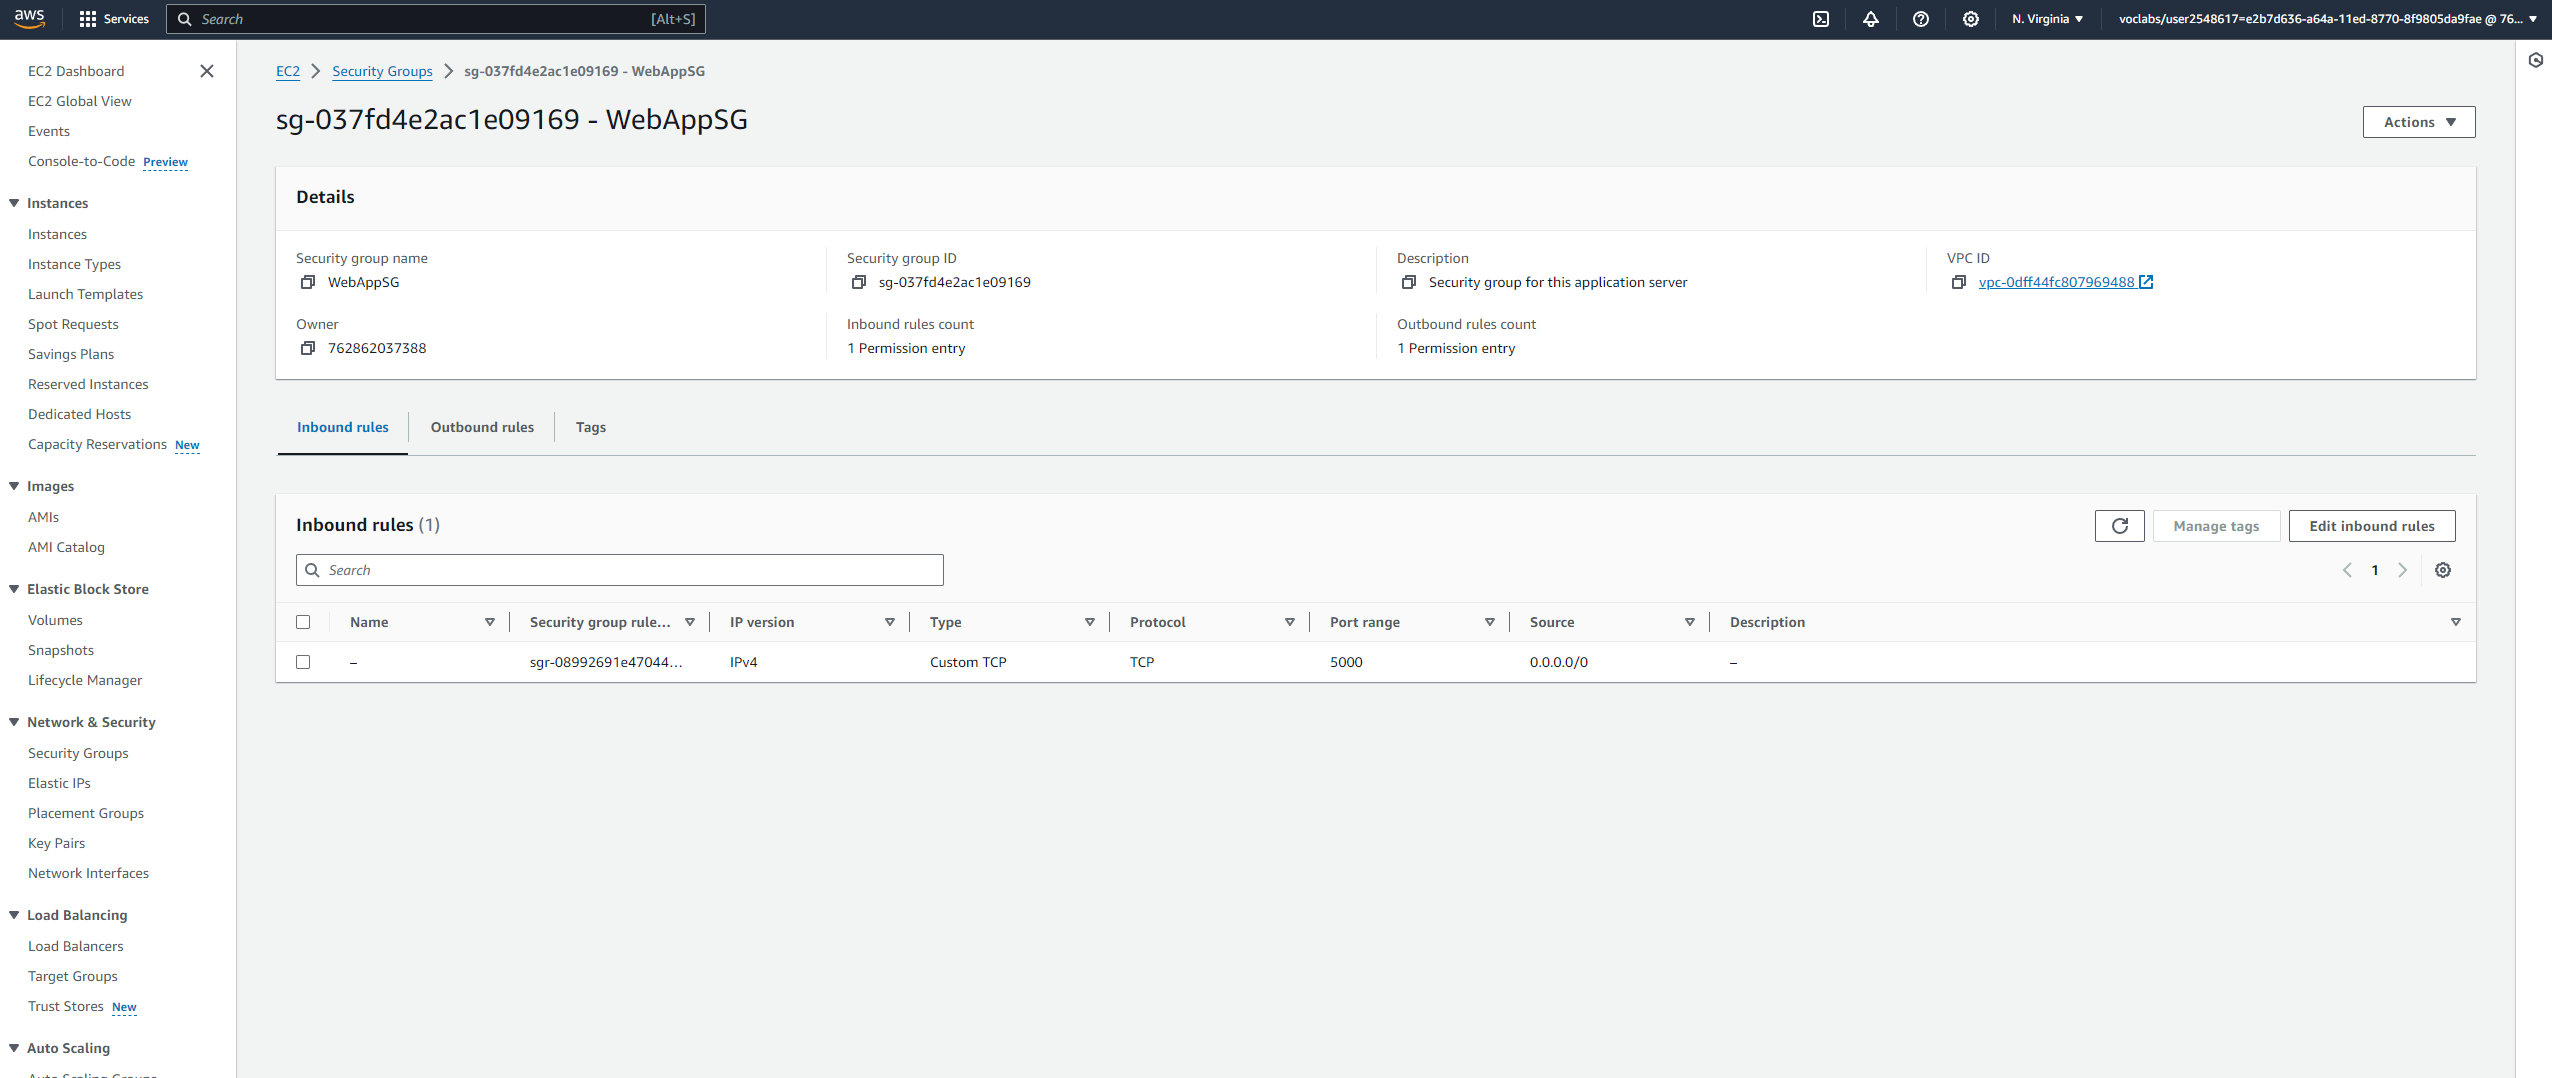 aws
Services
Search
[Alt+S]
N. Virginia
voclabs/user2548617=e2b7d636-a64a-11ed-8770-8f9805da9fae @ 76...
EC2 Dashboard
EC2 Global View
Events
Console-to-Code Preview
Instances
Instances
Instance Types
Launch Templates
Spot Requests
Savings Plans
Reserved Instances
Dedicated Hosts
Capacity Reservations New
Images
AMIs
AMI Catalog
Elastic Block Store
Volumes
Snapshots
Lifecycle Manager
Network & Security
Security Groups
Elastic IPs
Placement Groups
Key Pairs
Network Interfaces
Load Balancing
Load Balancers
Target Groups
Trust Stores New
Auto Scaling
Auto Scaling Groups
EC2 Security Groups sg-037fd4e2ac1e09169 - WebAppSG
sg-037fd4e2ac1e09169 - WebAppSG
Actions
Details
Security group name
WebAppSG
Security group ID
sg-037fd4e2ac1e09169
Description
Security group for this application server
VPC ID
vpc-0dff44fc807969488
Owner
762862037388
Inbound rules count
1 Permission entry
Outbound rules count
1 Permission entry
Inbound rules
Outbound rules
Tags
Inbound rules (1)
Manage tags
Edit inbound rules
Search
1
Name Security group rule... IP version Type Protocol Port range Source Description
– sgr-08992691e47044... IPv4 Custom TCP TCP 5000 0.0.0.0/0 –